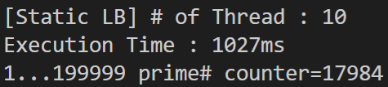 [Static LB] # of Thread : 10
Execution Time : 1027ms
1...199999 prime# counter=17984